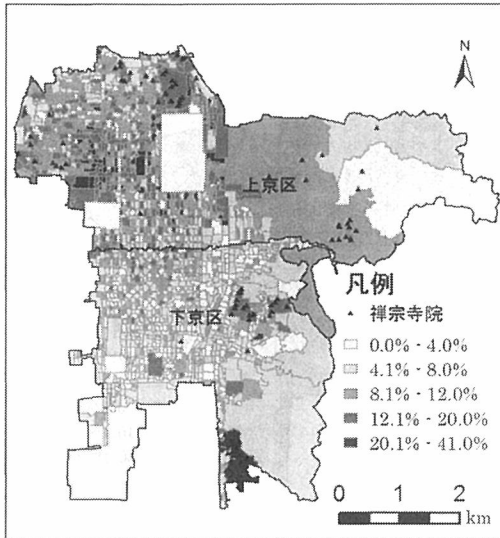 N
上京区
下京区
凡例
禅宗寺院
0.0% - 4.0%
4.1% - 8.0%
8.1% - 12.0%
12.1% - 20.0%
20.1% - 41.0%
0 1 2
km